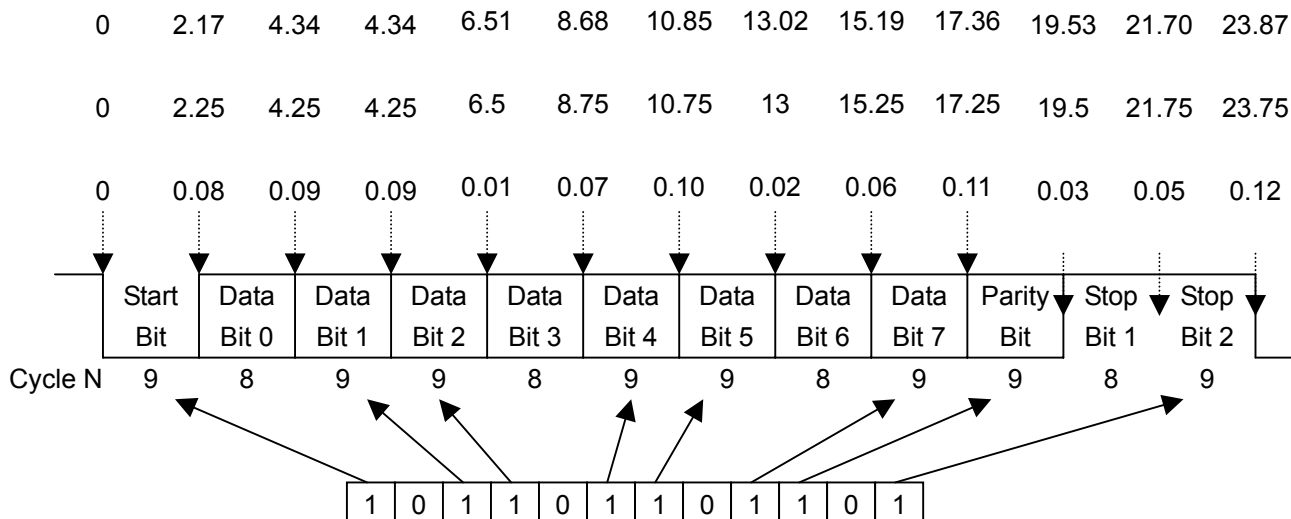 0 2.17 4.34 4.34 6.51 8.68 10.85 13.02 15.19 17.36 19.53 21.70 23.87
0 2.25 4.25 4.25 6.5 8.75 10.75 13 15.25 17.25 19.5 21.75 23.75
0 0.08 0.09 0.09 0.01 0.07 0.10 0.02 0.06 0.11 0.03 0.05 0.12
Start Data Data Data Data Data Data Data Data Parity Stop Stop
Bit Bit 0 Bit 1 Bit 2 Bit 3 Bit 4 Bit 5 Bit 6 Bit 7 Bit Bit 1 Bit 2
Cycle N 9 8 9 9 8 9 9 8 9 9 8 9
1 0 1 1 0 1 1 0 1 1 0 1